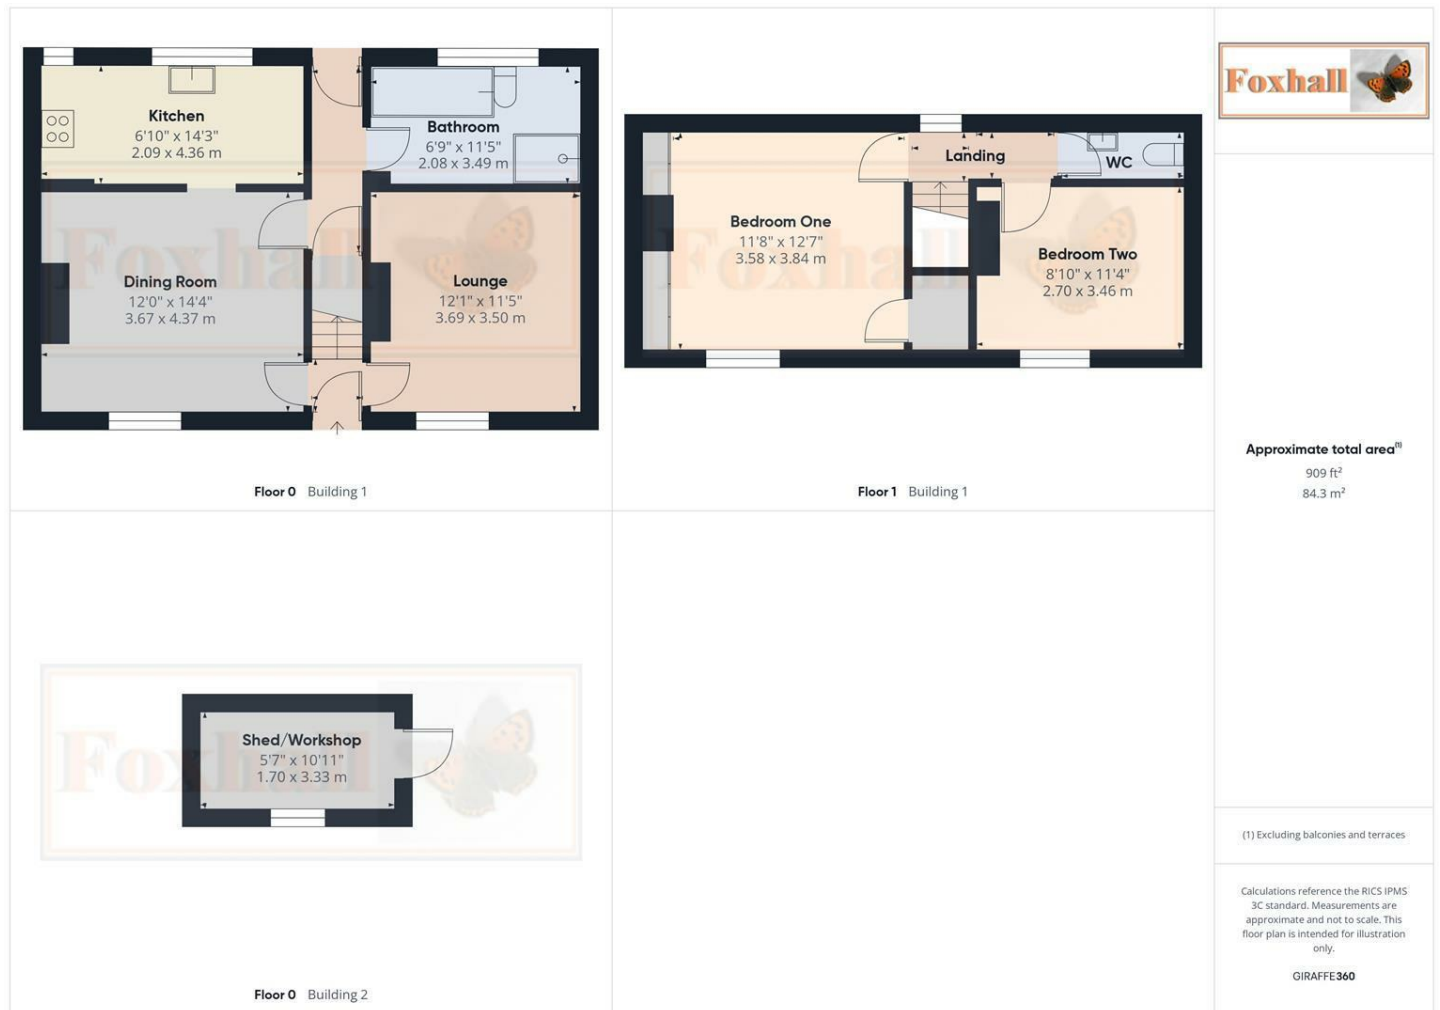 Kitchen
6'10" x 14'3"
2.09 x 4.36 m
Bathroom
6'9" x 11'5"
2.08 x 3.49 m
Dining Room
12'0" x 14'4"
3.67 x 4.37 m
Lounge
12'1" x 11'5"
3.69 x 3.50 m
Foxhall
Floor 0 Building 1
Landing
WC
Bedroom One
11'8" x 12'7"
3.58 x 3.84 m
Bedroom Two
8'10" x 11'4"
2.70 x 3.46 m
Foxhall
Floor 1 Building 1
Shed/Workshop
5'7" x 10'11"
1.70 x 3.33 m
Foxhall
Floor 0 Building 2
Foxhall
Approximate total area(1)
909 ft²
84.3 m²
(1) Excluding balconies and terraces
Calculations reference the RICS IPMS
3C standard. Measurements are
approximate and not to scale. This
floor plan is intended for illustration
only.
GIRAFFE360